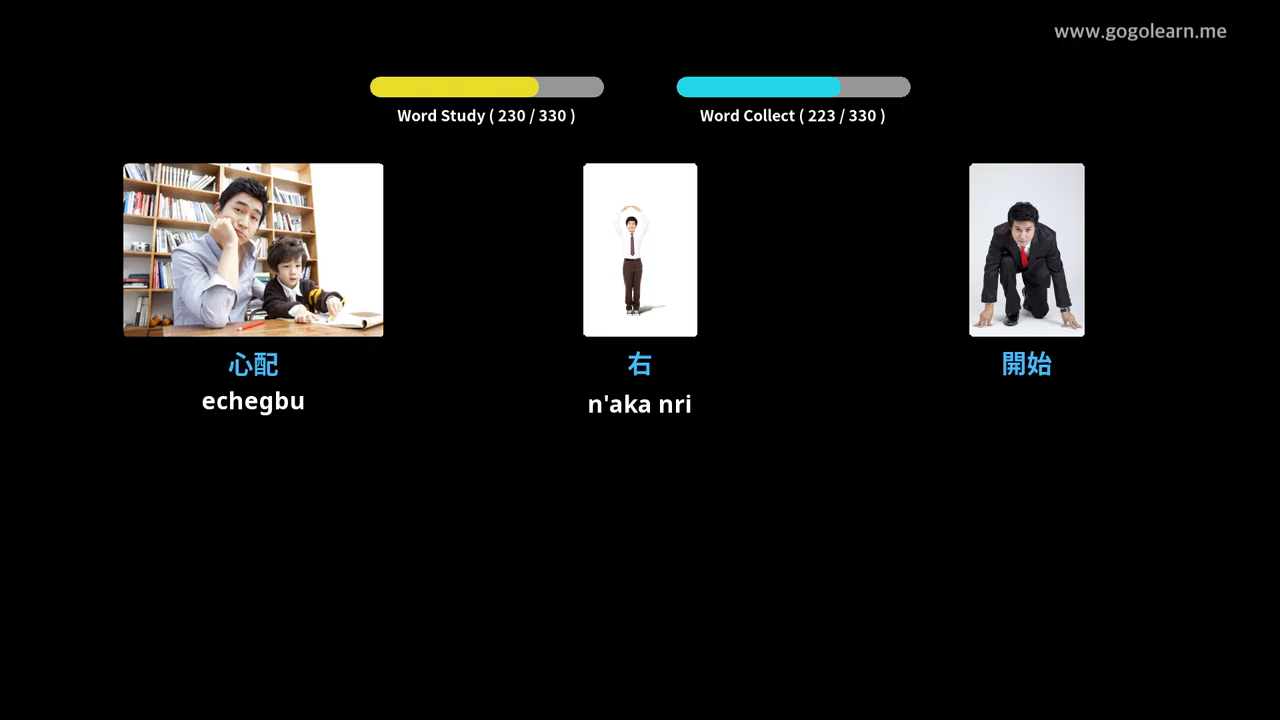 www.gogolearn.me
Word Study ( 230 / 330 )
Word Collect ( 223 / 330 )
心配
echegbu
右
n'aka nri
開始